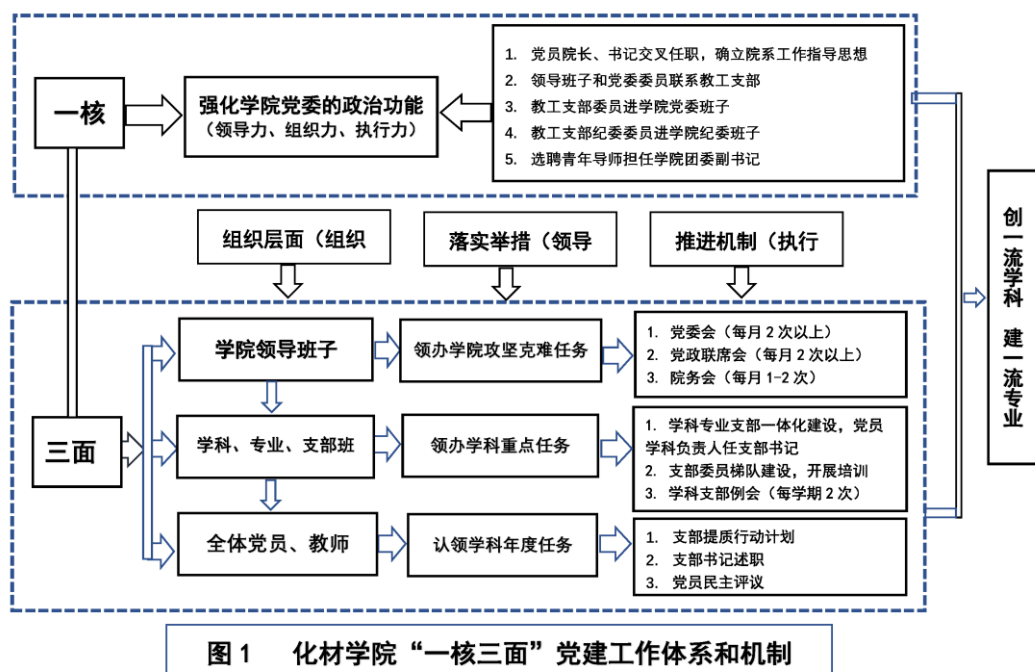 一核
强化学院党委的政治功能
（领导力、组织力、执行力）
1. 党员院长、书记交叉任职，确立院系工作指导思想
2. 领导班子和党委委员联系教工支部
3. 教工支部委员进学院党委班子
4. 教工支部纪委委员进学院纪委班子
5. 选聘青年导师担任学院团委副书记
组织层面（组织
落实举措（领导
推进机制（执行
三面
学院领导班子
领办学院攻坚克难任务
1. 党委会（每月 2 次以上）
2. 党政联席会（每月 2 次以上）
3. 院务会（每月 1-2 次）
学科、专业、支部班
领办学科重点任务
1. 学科专业支部一体化建设，党员
学科负责人任支部书记
2. 支部委员梯队建设，开展培训
3. 学科支部例会（每学期 2 次）
全体党员、教师
认领学科年度任务
1. 支部提质行动计划
2. 支部书记述职
3. 党员民主评议
创一流学科 建一流专业
图 1 化材学院“一核三面”党建工作体系和机制